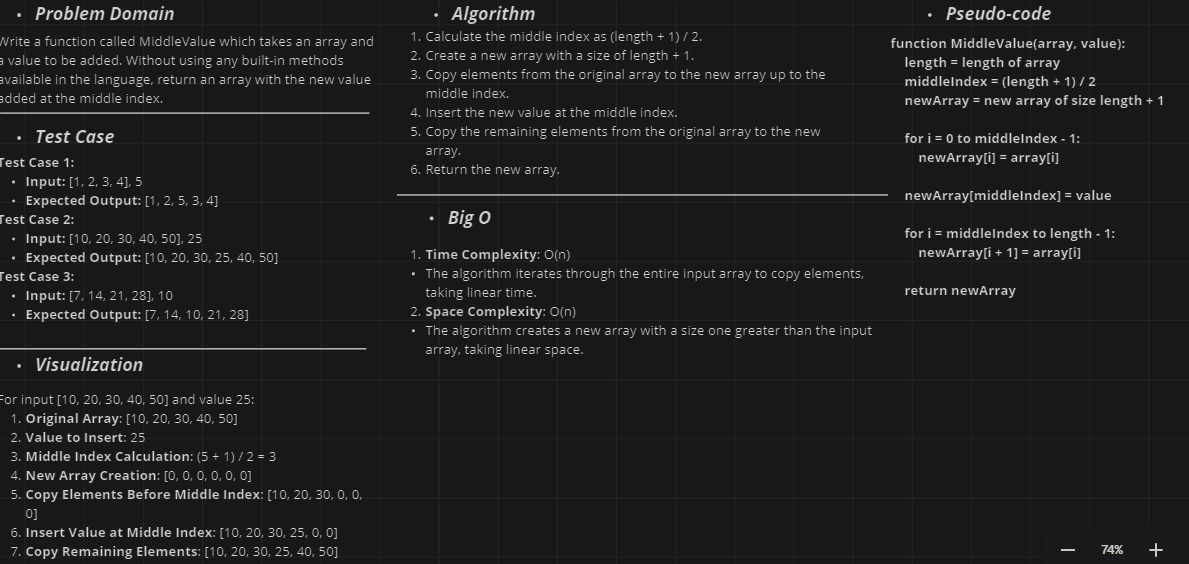 • Problem Domain
Write a function called MiddleValue which takes an array and
a value to be added. Without using any built-in methods
available in the language, return an array with the new value
added at the middle index.
• Test Case
Test Case 1:
• Input: [1, 2, 3, 4], 5
• Expected Output: [1, 2, 5, 3, 4]
Test Case 2:
• Input: [10, 20, 30, 40, 50], 25
• Expected Output: [10, 20, 30, 25, 40, 50]
Test Case 3:
• Input: [7, 14, 21, 28], 10
• Expected Output: [7, 14, 10, 21, 28]
• Visualization
For input [10, 20, 30, 40, 50] and value 25:
1. Original Array: [10, 20, 30, 40, 50]
2. Value to Insert: 25
3. Middle Index Calculation: (5 + 1) / 2 = 3
4. New Array Creation: [0, 0, 0, 0, 0, 0]
5. Copy Elements Before Middle Index: [10, 20, 30, 0, 0,
0]
6. Insert Value at Middle Index: [10, 20, 30, 25, 0, 0]
7. Copy Remaining Elements: [10, 20, 30, 25, 40, 50]
• Algorithm
1. Calculate the middle index as (length + 1) / 2.
2. Create a new array with a size of length + 1.
3. Copy elements from the original array to the new array up to the
middle index.
4. Insert the new value at the middle index.
5. Copy the remaining elements from the original array to the new
array.
6. Return the new array.
• Big O
1. Time Complexity: O(n)
• The algorithm iterates through the entire input array to copy elements,
taking linear time.
2. Space Complexity: O(n)
• The algorithm creates a new array with a size one greater than the input
array, taking linear space.
• Pseudo-code
function MiddleValue(array, value):
length = length of array
middleIndex = (length + 1) / 2
newArray = new array of size length + 1
for i = 0 to middleIndex - 1:
newArray[i] = array[i]
newArray[middleIndex] = value
for i = middleIndex to length - 1:
newArray[i + 1] = array[i]
return newArray
— 74% +